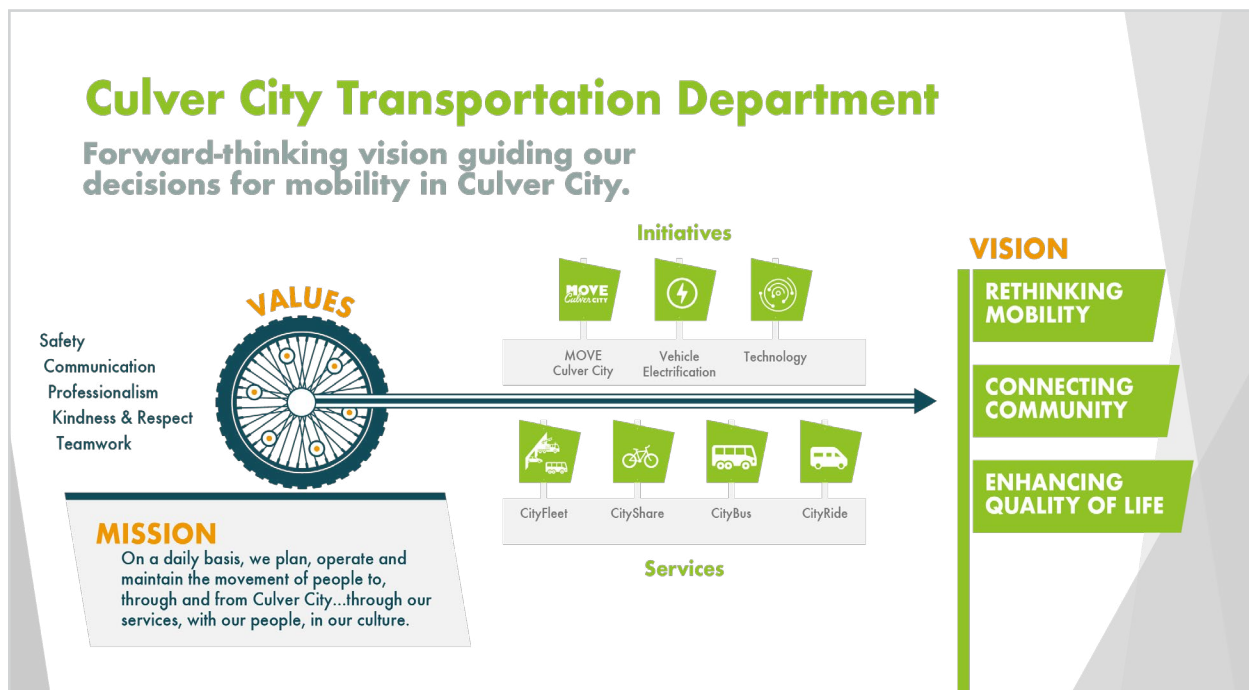 Culver City Transportation Department
Forward-thinking vision guiding our
decisions for mobility in Culver City.
VALUES
Safety
Communication
Professionalism
Kindness & Respect
Teamwork
MISSION
On a daily basis, we plan, operate and
maintain the movement of people to,
through and from Culver City...through our
services, with our people, in our culture.
Initiatives
MOVE
Culver CITY
MOVE
Culver City
Vehicle
Electrification
Technology
CityFleet
CityShare
CityBus
CityRide
Services
VISION
RETHINKING
MOBILITY
CONNECTING
COMMUNITY
ENHANCING
QUALITY OF LIFE